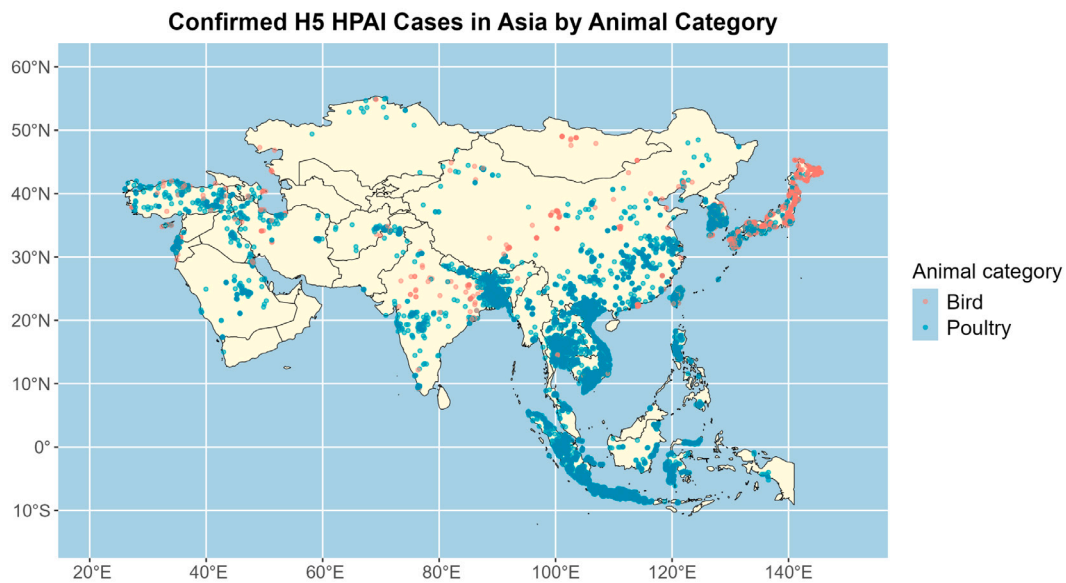 Confirmed H5 HPAI Cases in Asia by Animal Category
60°N
50°N
40°N
30°N
20°N
10°N
0°
10°S
20°E
40°E
60°E
80°E
100°E
120°E
140°E
Animal category
Bird
Poultry